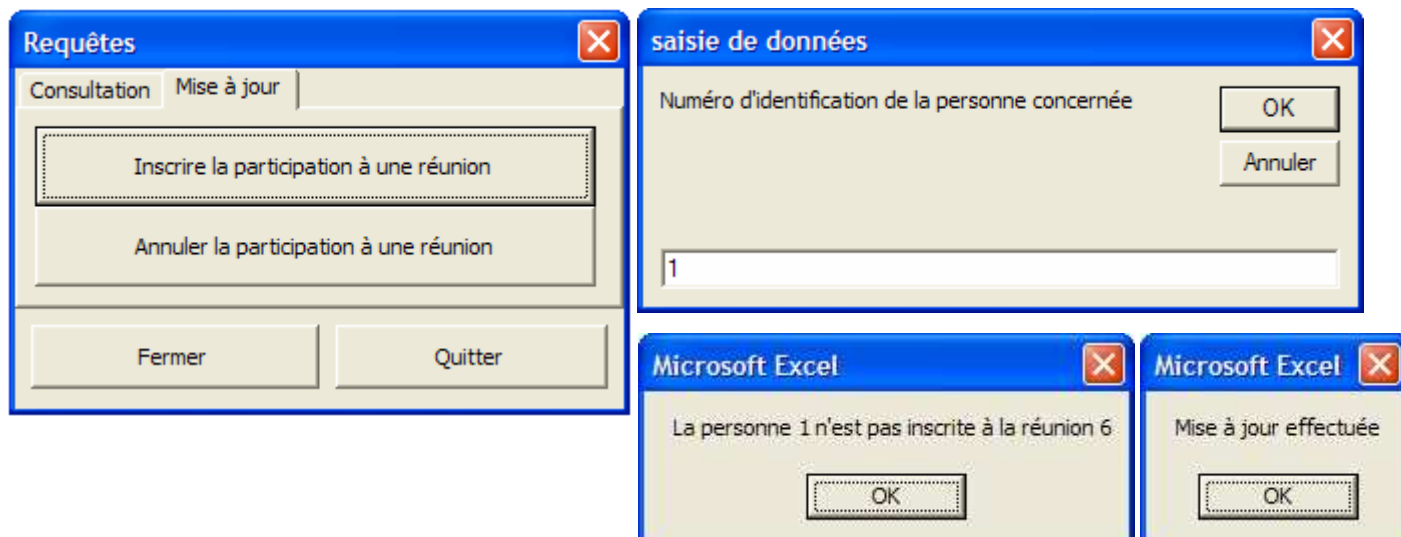 Requêtes
Consultation Mise à jour
Inscrire la participation à une réunion
Annuler la participation à une réunion
Fermer Quitter
saisie de données
Numéro d'identification de la personne concernée
OK
Annuler
1
Microsoft Excel
La personne 1 n'est pas inscrite à la réunion 6
OK
Microsoft Excel
Mise à jour effectuée
OK